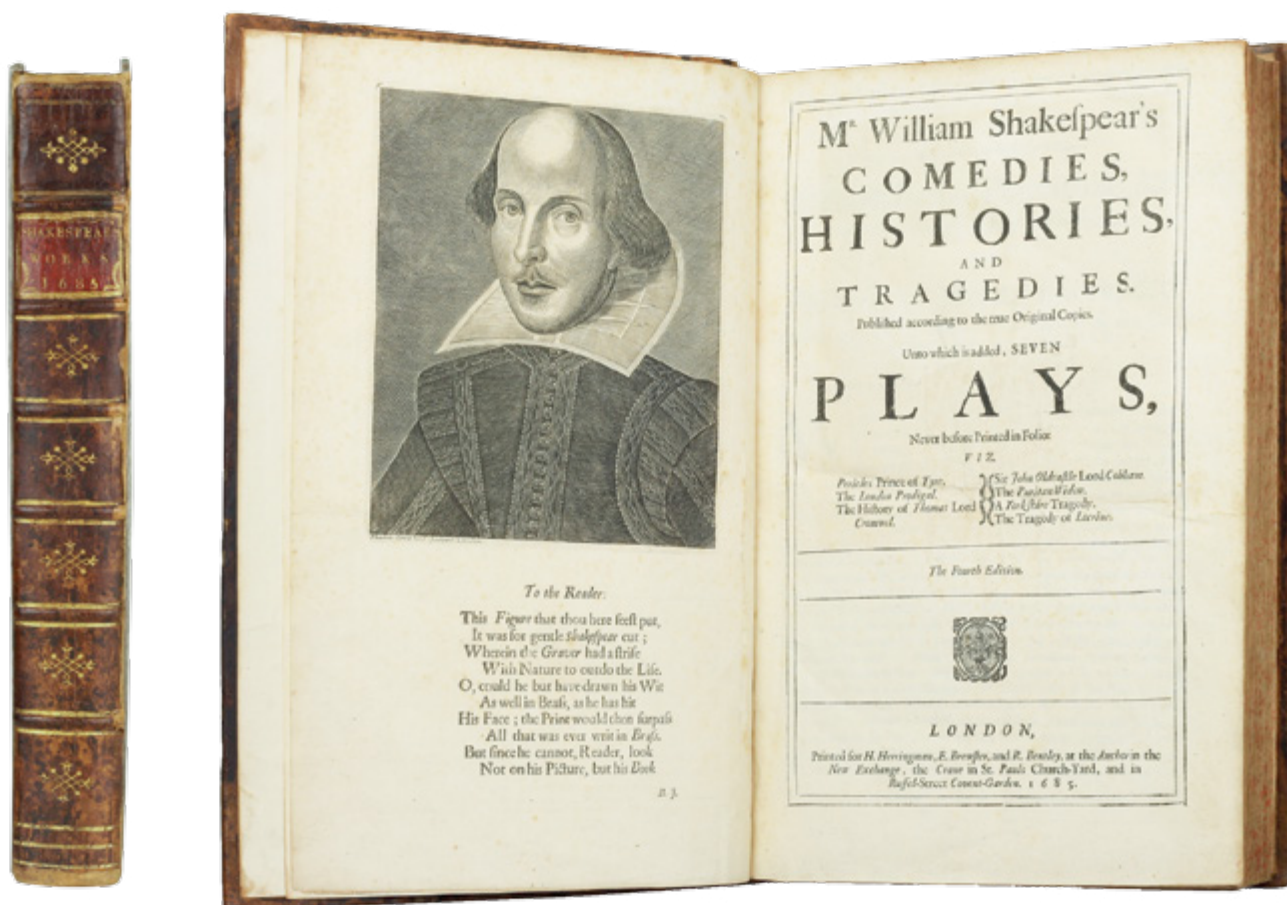 SHAKESPEAR
WORKS
1685
To the Reader.
This Figure that thou here seest put,
It was for gentle Shakespear cut ;
Wherein the Graver had a strife
With Nature to outdo the Life.
O, could he but have drawn his Wit
As well in Brass, as he has hit
His Face ; the Print would then surpass
All that was ever writ in Brass.
But since he cannot, Reader, look
Not on his Picture, but his Book
B. J.
Mr. William Shakeſpear's
COMEDIES,
HISTORIES,
AND
TRAGEDIES.
Published according to the true Original Copies.
Unto which is added, SEVEN
PLAYS,
Never before Printed in Folio:
VIZ.
Pericles Prince of Tyre.
The London Prodigal.
The History of Thomas Lord
Cromwel.
Sir John Oldcastle Lord Cobham.
The Puritan Widow.
A Yorkshire Tragedy.
The Tragedy of Locrine.
The Fourth Edition.
LONDON,
Printed for H. Herringman, E. Brewster, and R. Bentley, at the Anchor in the
New Exchange, the Crane in St. Pauls Church-Yard, and in
Russel-Street Covent-Garden. 1685.